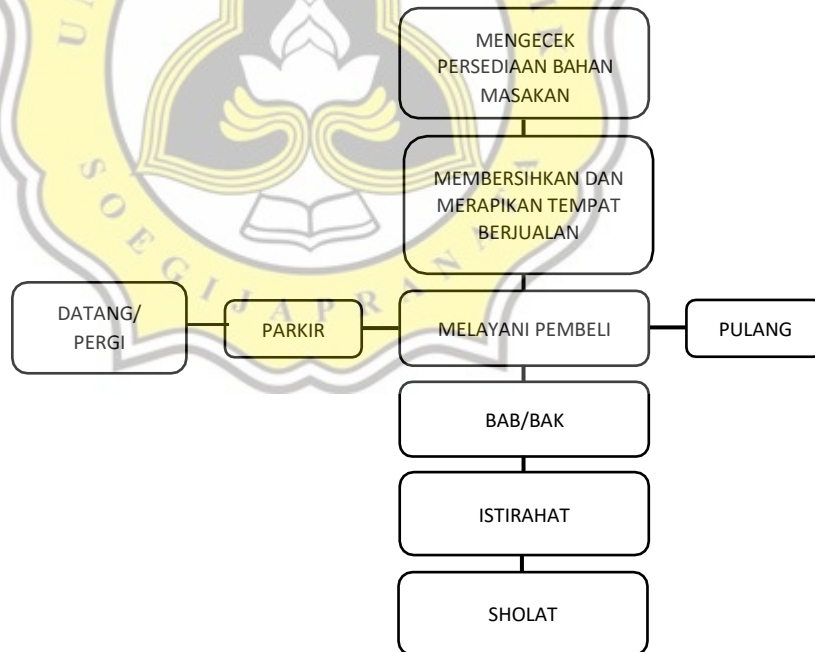 MENGECEK
PERSEDIAAN BAHAN
MASAKAN
MEMBERSIHKAN DAN
MERAPIKAN TEMPAT
BERJUALAN
DATANG/
PERGI
PARKIR
MELAYANI PEMBELI
PULANG
BAB/BAK
ISTIRAHAT
SHOLAT
SOEGIJAPRANATA